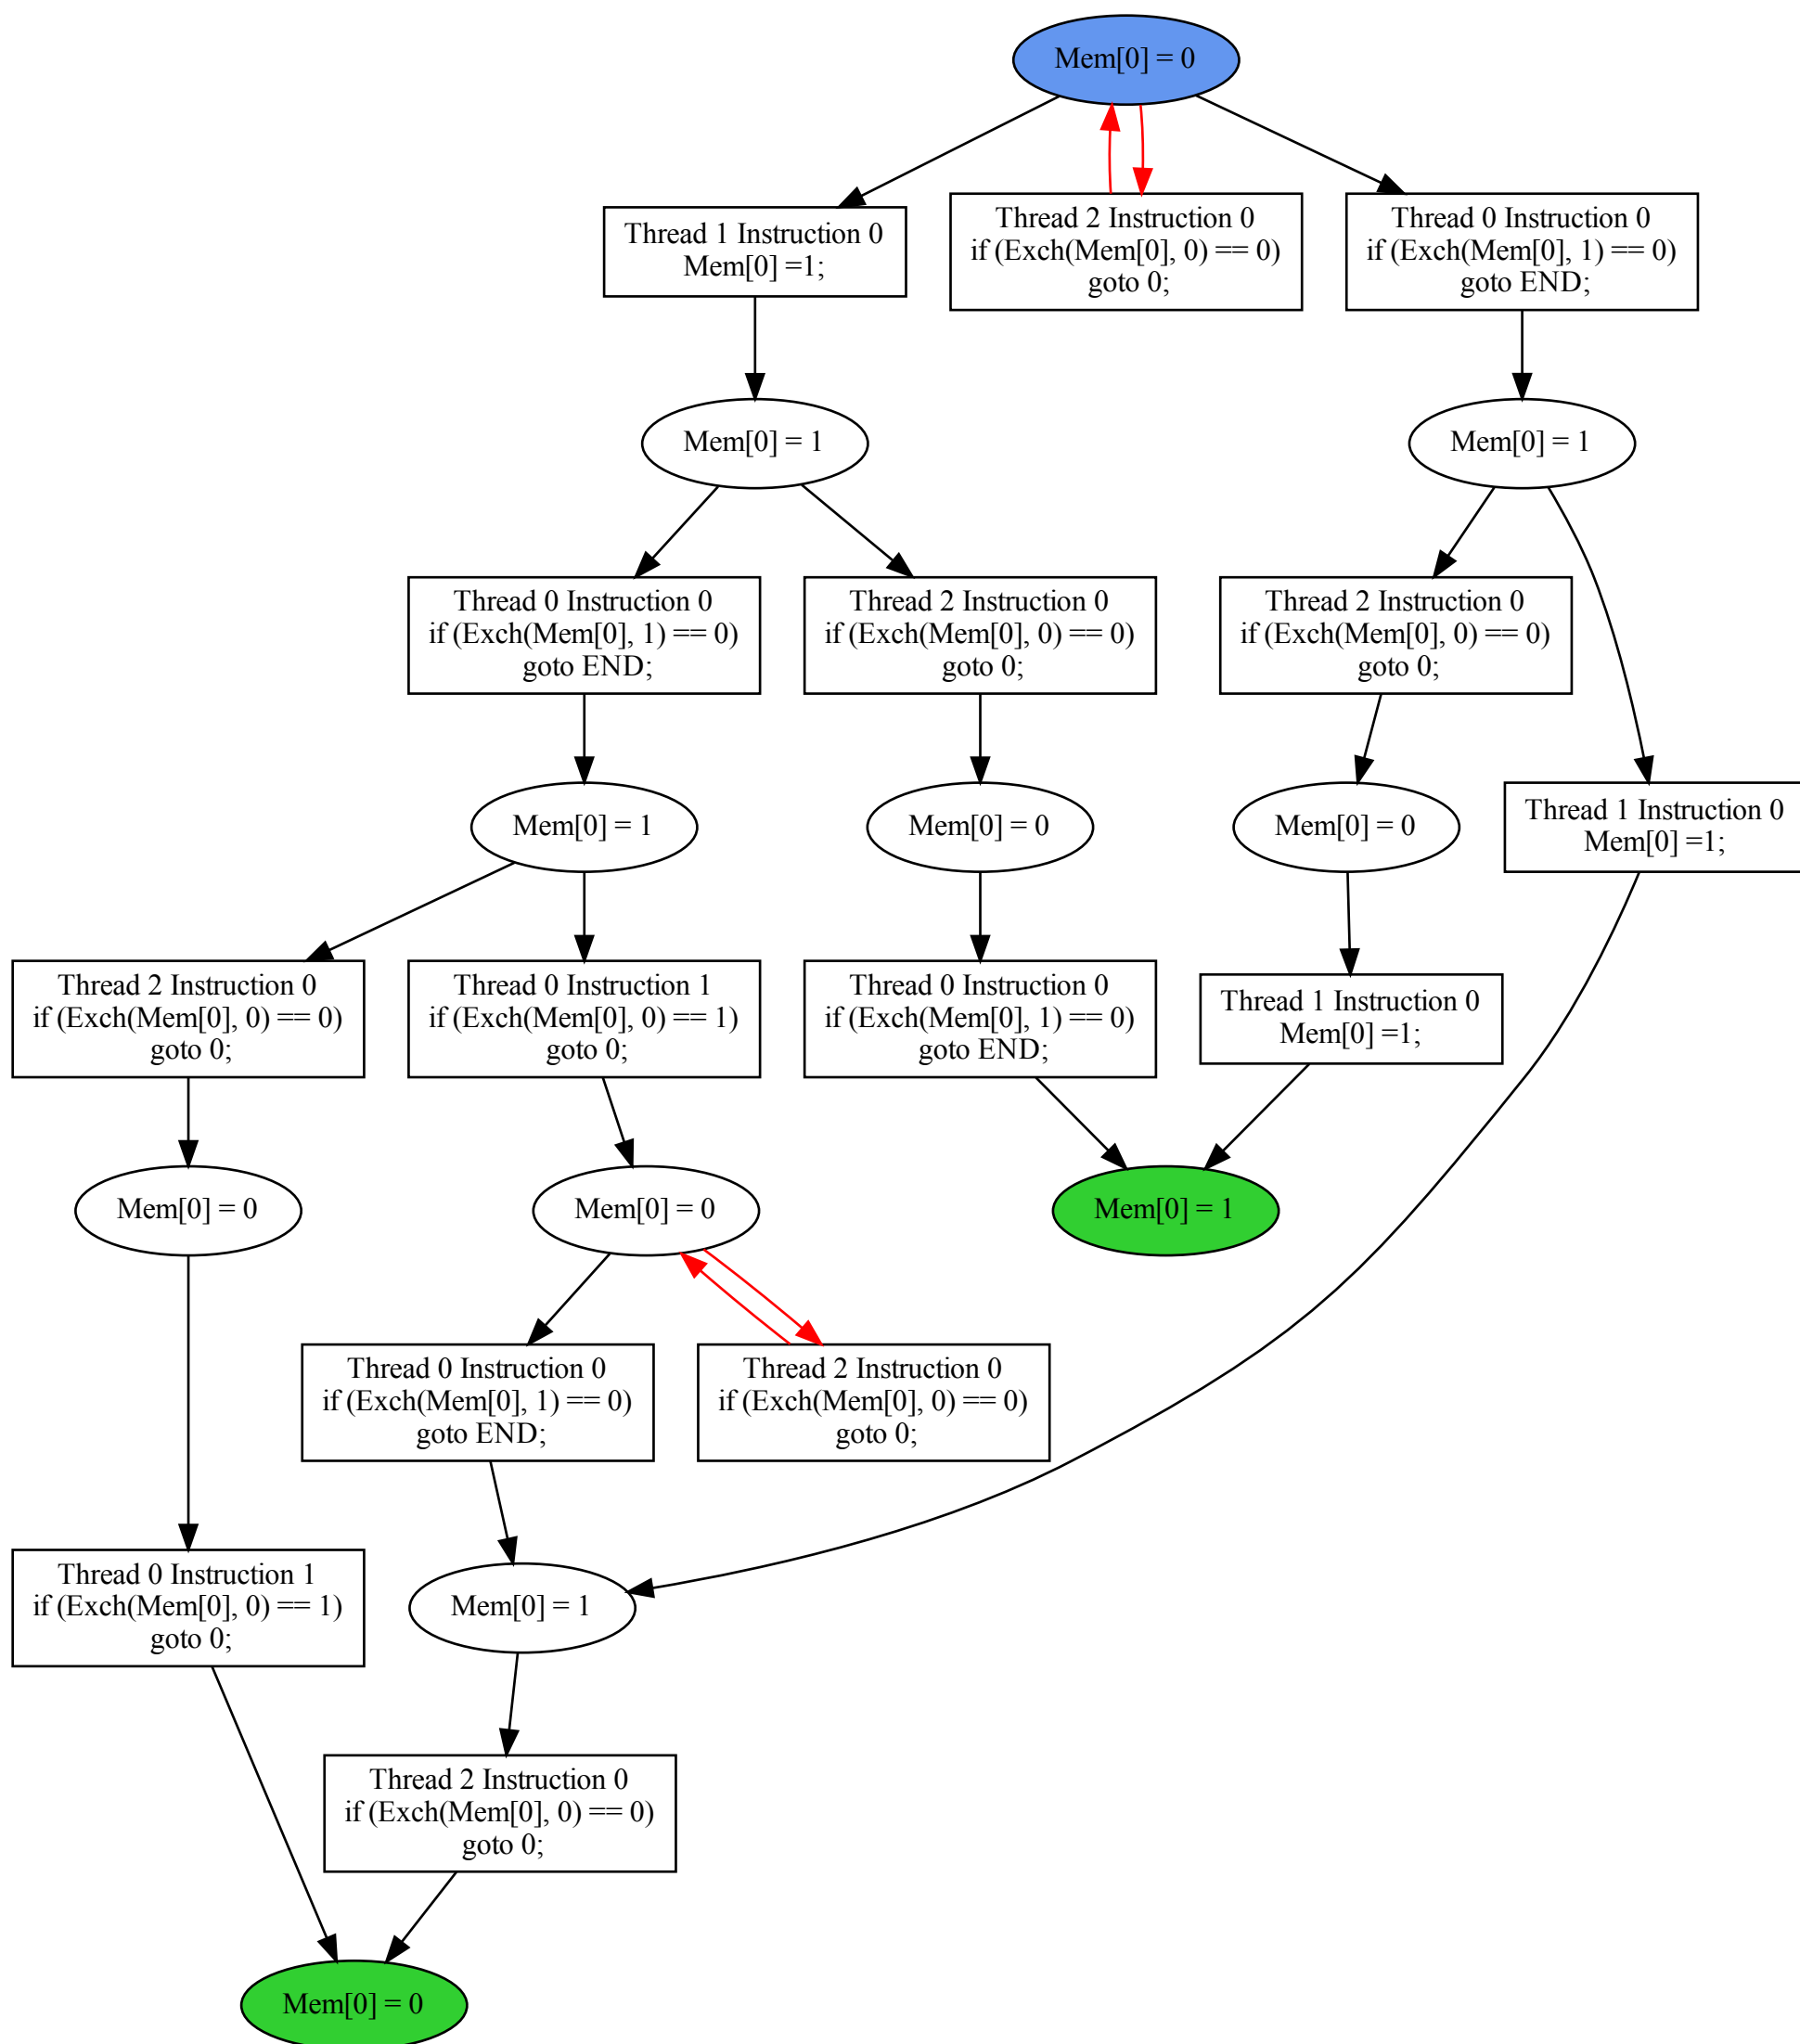 Mem[0] = 0
Thread 1 Instruction 0
Mem[0] =1;
Thread 2 Instruction 0
if (Exch(Mem[0], 0) == 0)
goto 0;
Thread 0 Instruction 0
if (Exch(Mem[0], 1) == 0)
goto END;
Mem[0] = 1
Mem[0] = 1
Thread 0 Instruction 0
if (Exch(Mem[0], 1) == 0)
goto END;
Thread 2 Instruction 0
if (Exch(Mem[0], 0) == 0)
goto 0;
Thread 2 Instruction 0
if (Exch(Mem[0], 0) == 0)
goto 0;
Mem[0] = 1
Mem[0] = 0
Mem[0] = 0
Thread 1 Instruction 0
Mem[0] =1;
Thread 2 Instruction 0
if (Exch(Mem[0], 0) == 0)
goto 0;
Thread 0 Instruction 1
if (Exch(Mem[0], 0) == 1)
goto 0;
Thread 0 Instruction 0
if (Exch(Mem[0], 1) == 0)
goto END;
Thread 1 Instruction 0
Mem[0] =1;
Mem[0] = 0
Mem[0] = 0
Mem[0] = 1
Thread 0 Instruction 0
if (Exch(Mem[0], 1) == 0)
goto END;
Thread 2 Instruction 0
if (Exch(Mem[0], 0) == 0)
goto 0;
Thread 0 Instruction 1
if (Exch(Mem[0], 0) == 1)
goto 0;
Mem[0] = 1
Thread 2 Instruction 0
if (Exch(Mem[0], 0) == 0)
goto 0;
Mem[0] = 0